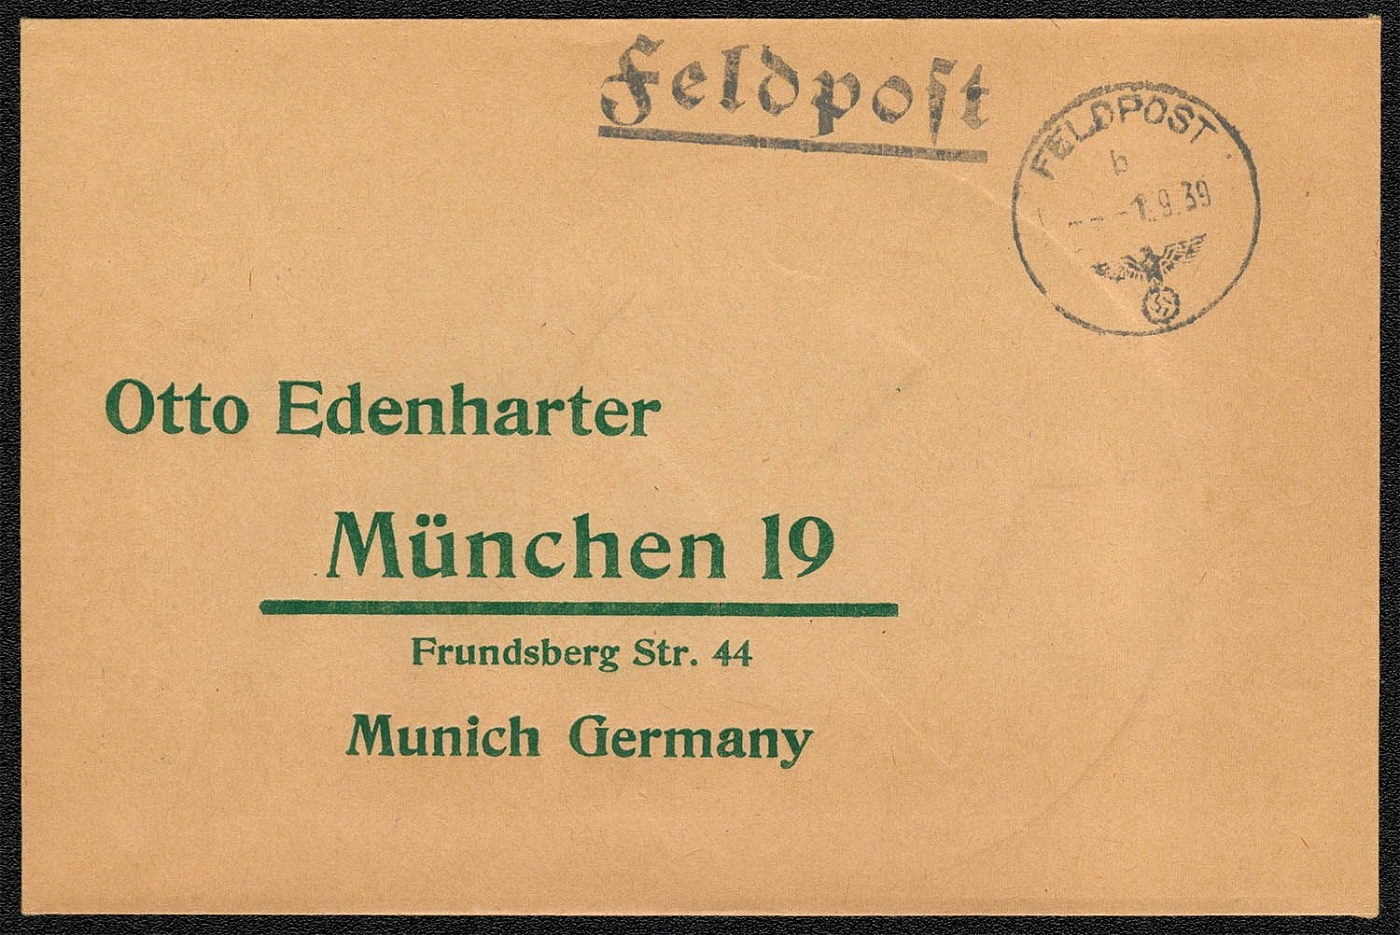 Feldpost
FELDPOST
b
- - -1.9.39
Otto Edenharter
München 19
Frundsberg Str. 44
Munich Germany